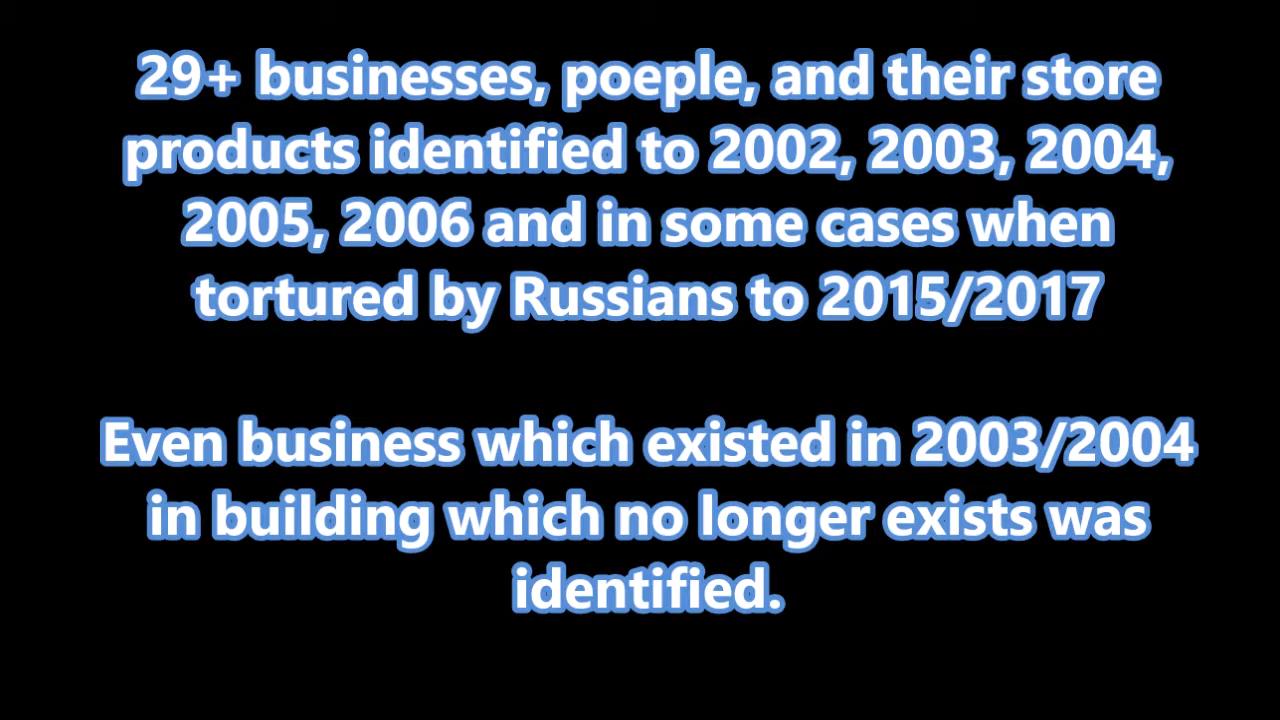 29+ businesses, poeple, and their store
products identified to 2002, 2003, 2004,
2005, 2006 and in some cases when
tortured by Russians to 2015/2017
Even business which existed in 2003/2004
in building which no longer exists was
identified.